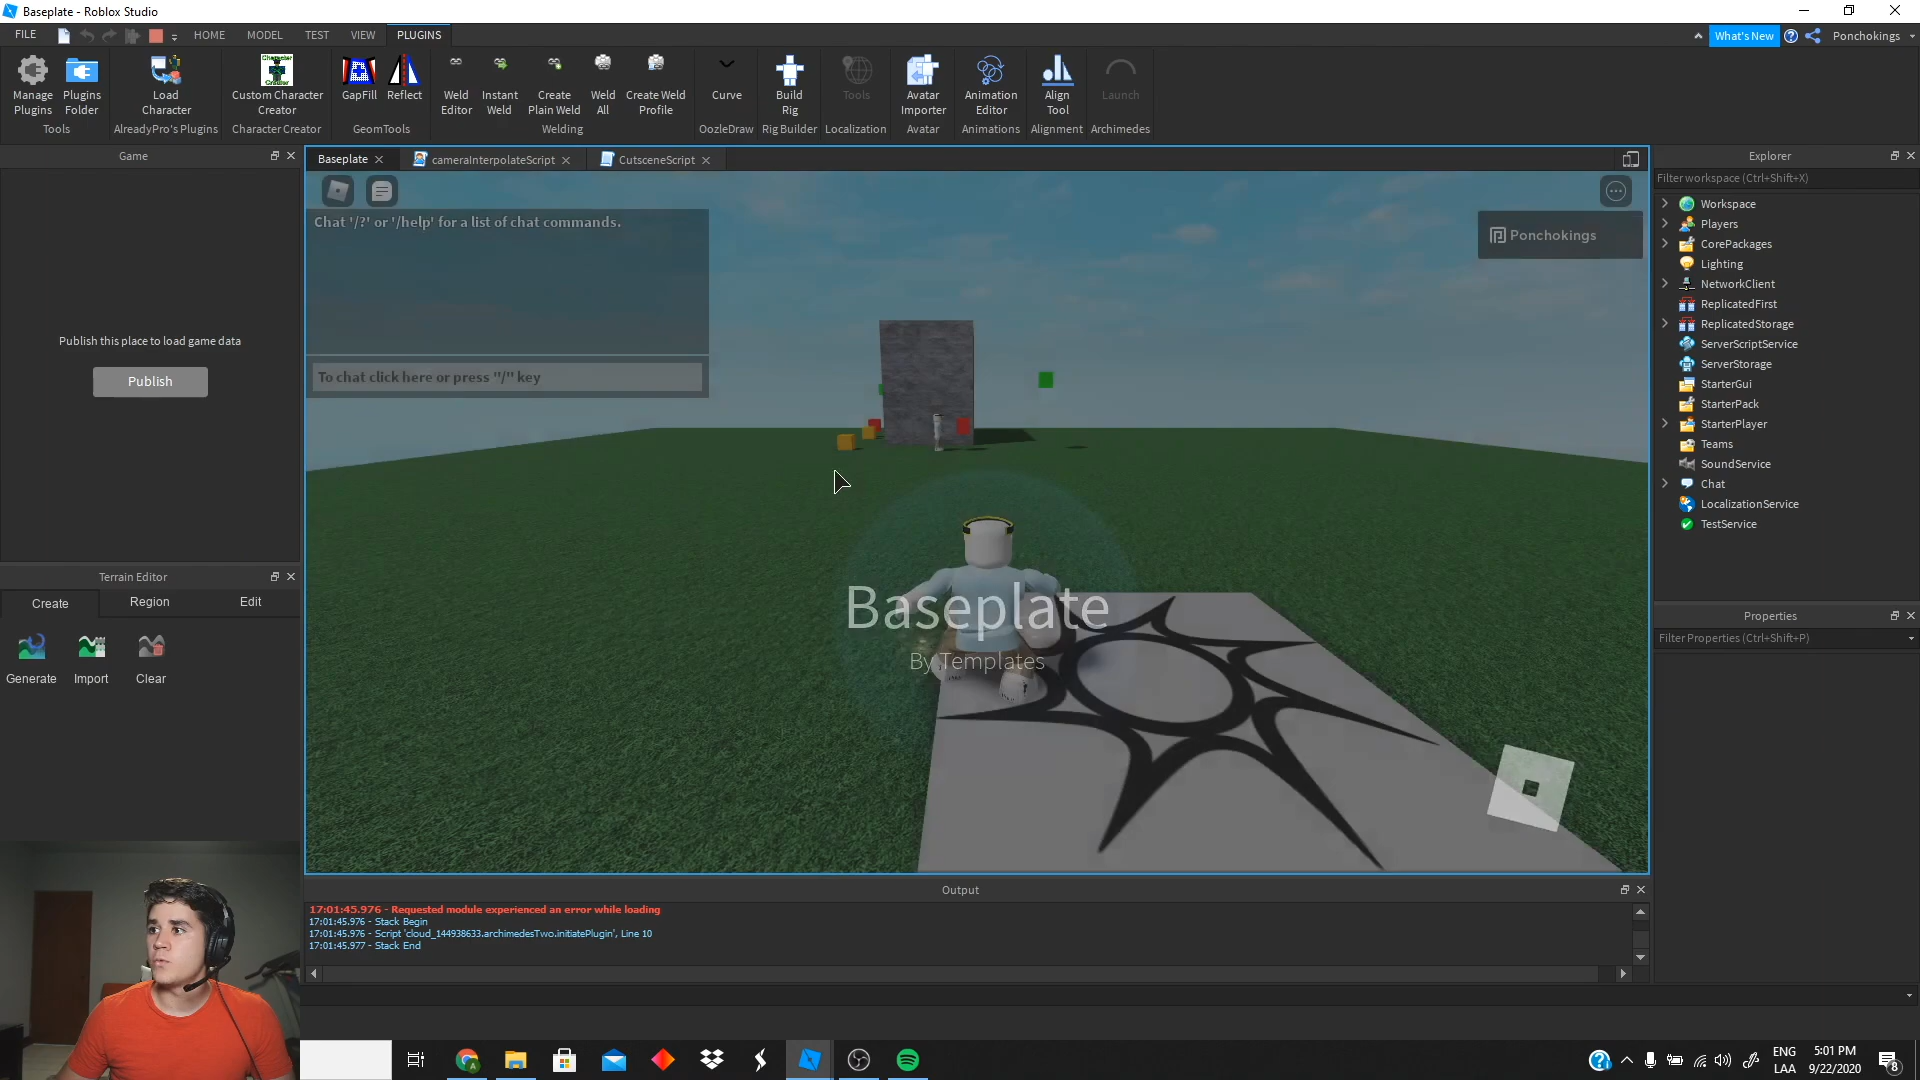 Baseplate - Roblox Studio
FILE HOME MODEL TEST VIEW PLUGINS What's New Ponchokings
Manage Plugins
Plugins Folder
Tools
Load Character
AlreadyPro's Plugins
Character Creator
Custom Character Creator
Character Creator
GapFill
Reflect
GeomTools
Weld Editor
Instant Weld
Create Plain Weld
Weld All
Create Weld Profile
Welding
Curve
OozleDraw
Build Rig
Rig Builder
Tools
Localization
Avatar Importer
Avatar
Animation Editor
Animations
Align Tool
Alignment
Launch
Archimedes
Game
Publish this place to load game data
Publish
Terrain Editor
Create Region Edit
Generate Import Clear
Baseplate cameraInterpolateScript CutsceneScript
Chat '/?' or '/help' for a list of chat commands.
To chat click here or press "/" key
Ponchokings
Baseplate
By Templates
Output
17:01:45.976 - Requested module experienced an error while loading
17:01:45.976 - Stack Begin
17:01:45.976 - Script 'cloud_144938633.archimedesTwo.initiatePlugin', Line 10
17:01:45.977 - Stack End
Explorer
Filter workspace (Ctrl+Shift+X)
Workspace
Players
CorePackages
Lighting
NetworkClient
ReplicatedFirst
ReplicatedStorage
ServerScriptService
ServerStorage
StarterGui
StarterPack
StarterPlayer
Teams
SoundService
Chat
LocalizationService
TestService
Properties
Filter Properties (Ctrl+Shift+P)
ENG
LAA
5:01 PM
9/22/2020
8